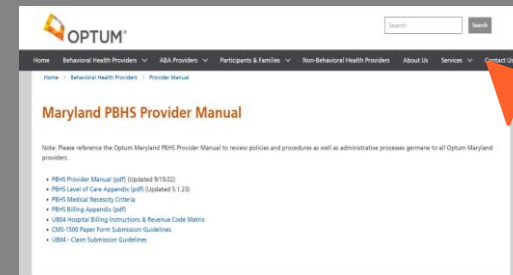 OPTUM®
Search Search
Home Behavioral Health Providers ABA Providers Participants & Families Non-Behavioral Health Providers About Us Services Contact Us
Home > Behavioral Health Providers > Provider Manual
Maryland PBHS Provider Manual
Note: Please reference the Optum Maryland PBHS Provider Manual to review policies and procedures as well as administrative processes germane to all Optum Maryland
providers.
• PBHS Provider Manual (pdf) (Updated 9/15/22)
• PBHS Level of Care Appendix (pdf) (Updated 5.1.23)
• PBHS Medical Necessity Criteria
• PBHS Billing Appendix (pdf)
• UB04 Hospital Billing Instructions & Revenue Code Matrix
• CMS-1500 Paper Form Submission Guidelines
• UB04 - Claim Submission Guidelines